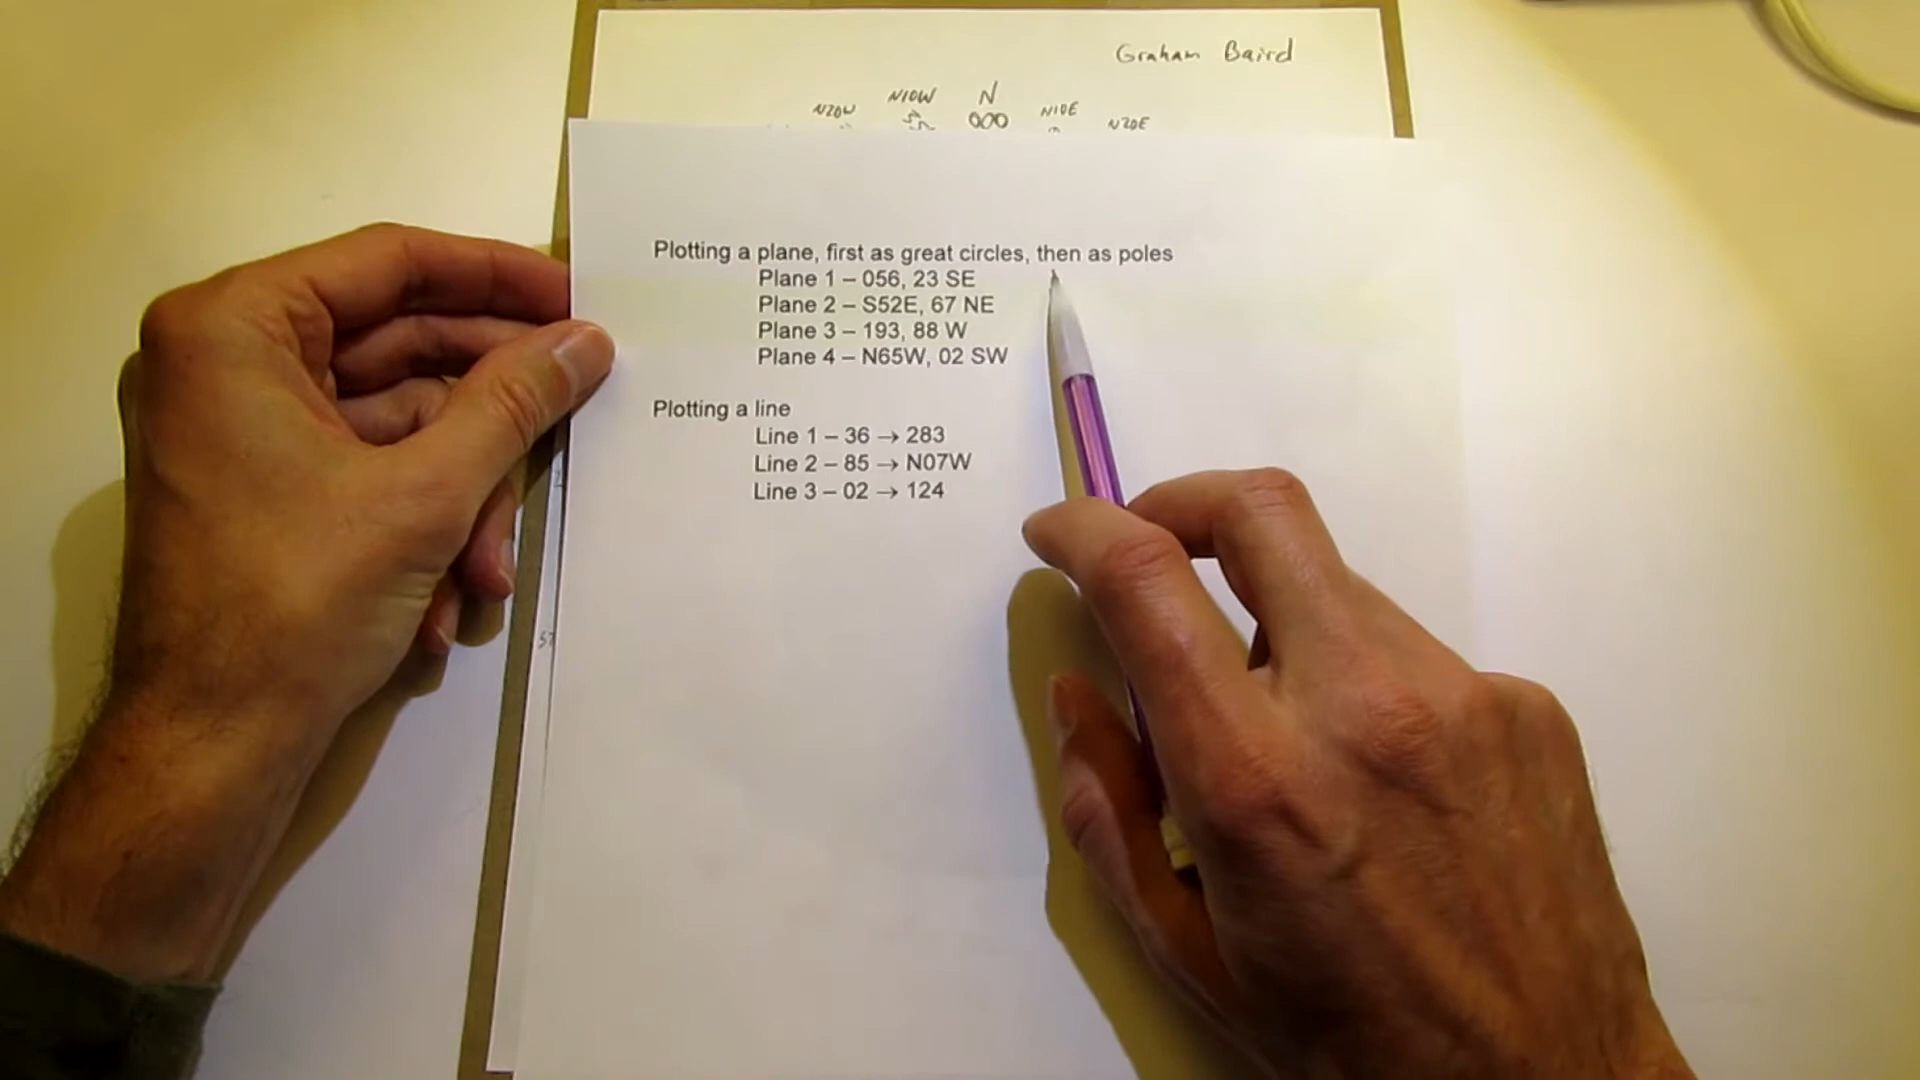 Graham Baird
N20W N10W N N10E N20E
000
Plotting a plane, first as great circles, then as poles
Plane 1 – 056, 23 SE
Plane 2 – S52E, 67 NE
Plane 3 – 193, 88 W
Plane 4 – N65W, 02 SW
Plotting a line
Line 1 – 36 → 283
Line 2 – 85 → N07W
Line 3 – 02 → 124